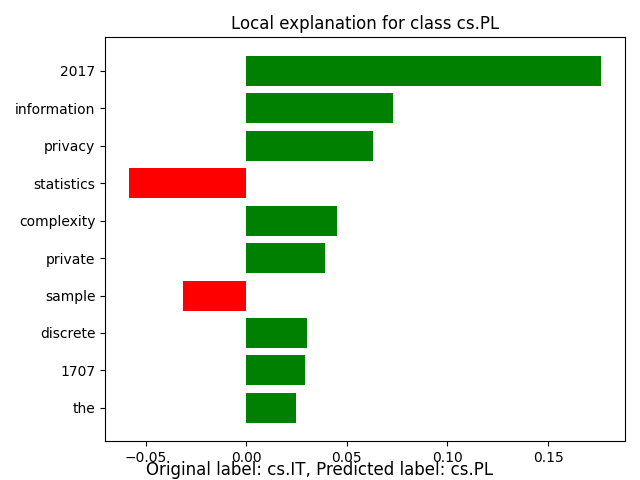 Local explanation for class cs.PL
2017
information
privacy
statistics
complexity
private
sample
discrete
1707
the
−0.05 0.00 0.05 0.10 0.15
Original label: cs.IT, Predicted label: cs.PL